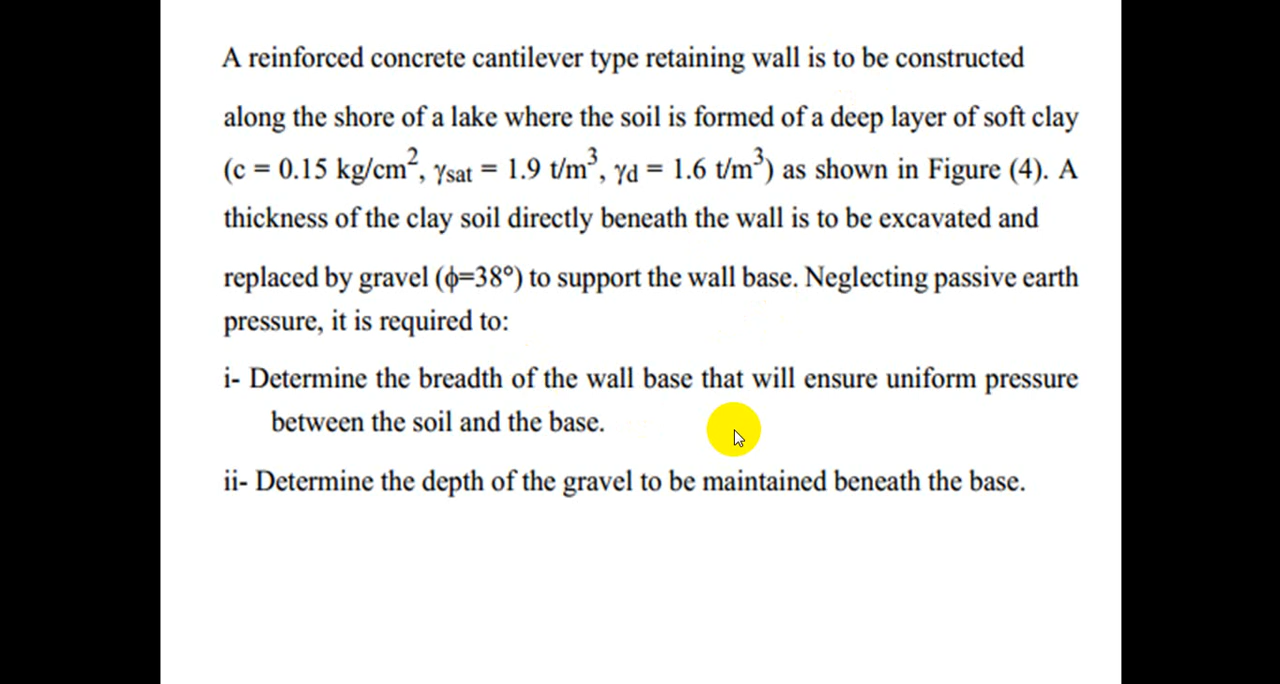 A reinforced concrete cantilever type retaining wall is to be constructed
along the shore of a lake where the soil is formed of a deep layer of soft clay
(c = 0.15 kg/cm², γsat = 1.9 t/m³, γd = 1.6 t/m³) as shown in Figure (4). A
thickness of the clay soil directly beneath the wall is to be excavated and
replaced by gravel (ϕ=38°) to support the wall base. Neglecting passive earth
pressure, it is required to:
i- Determine the breadth of the wall base that will ensure uniform pressure
between the soil and the base.
ii- Determine the depth of the gravel to be maintained beneath the base.